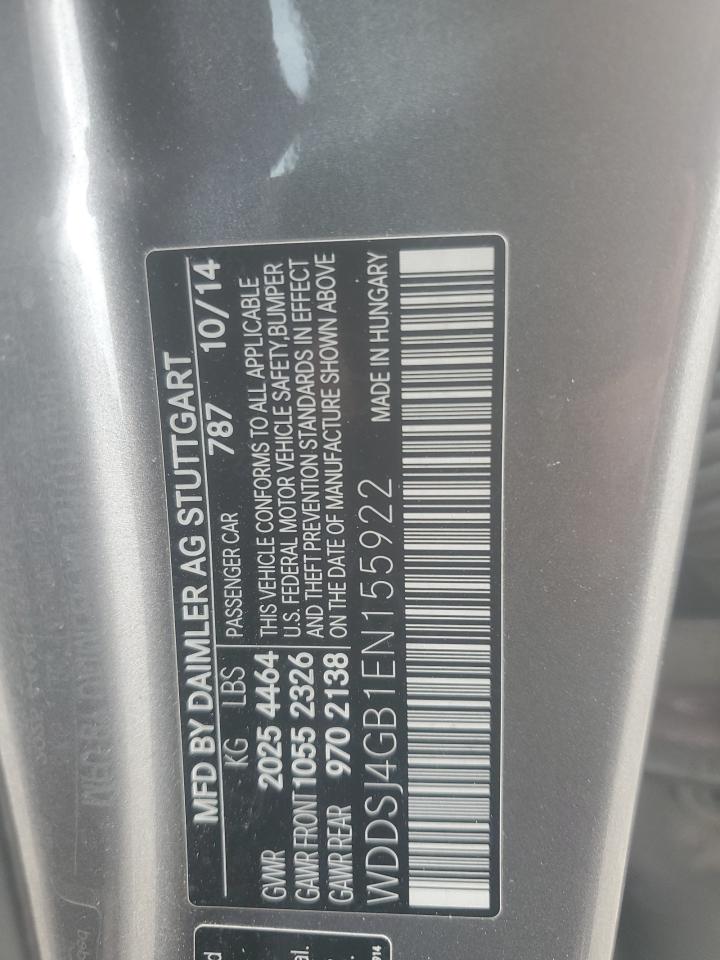 MFD BY DAIMLER AG STUTTGART
KG LBS PASSENGER CAR 787 10/14
GVWR 2025 4464
GAWR FRONT 1055 2326
GAWR REAR 970 2138
THIS VEHICLE CONFORMS TO ALL APPLICABLE
U.S. FEDERAL MOTOR VEHICLE SAFETY,BUMPER
AND THEFT PREVENTION STANDARDS IN EFFECT
ON THE DATE OF MANUFACTURE SHOWN ABOVE
WDDSJ4GB1EN155922 MADE IN HUNGARY